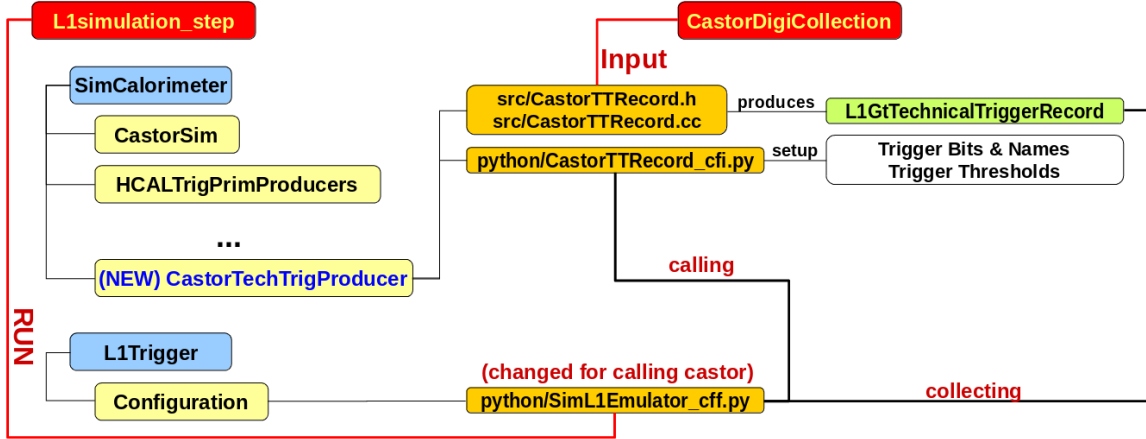 L1simulation_step
CastorDigiCollection
Input
SimCalorimeter
src/CastorTTRecord.h
src/CastorTTRecord.cc
produces
L1GtTechnicalTriggerRecord
CastorSim
python/CastorTTRecord_cfi.py
setup
Trigger Bits & Names
Trigger Thresholds
HCALTrigPrimProducers
...
(NEW) CastorTechTrigProducer
calling
RUN
L1Trigger
(changed for calling castor)
Configuration
python/SimL1Emulator_cff.py
collecting